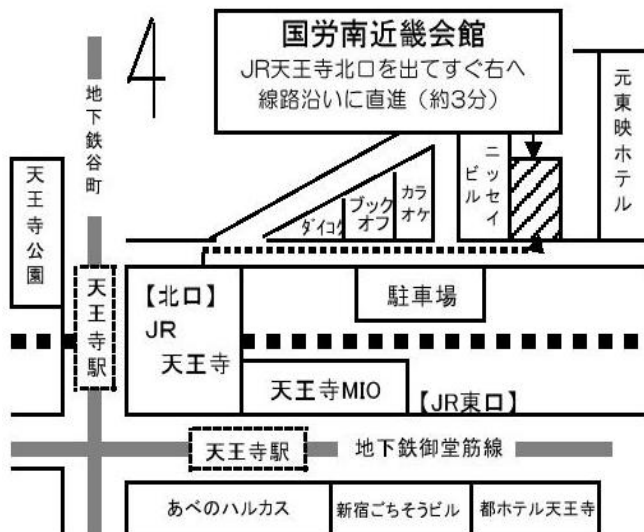 国労南近畿会館
JR天王寺北口を出てすぐ右へ
線路沿いに直進（約3分）
地下鉄谷町
元東映ホテル
天王寺公園
ダイコク
ブック
オフ
カラ
オケ
ニッセイ
ビル
天王寺駅
【北口】
JR
天王寺
駐車場
天王寺MIO
【JR東口】
天王寺駅
地下鉄御堂筋線
あべのハルカス
新宿ごちそうビル
都ホテル天王寺